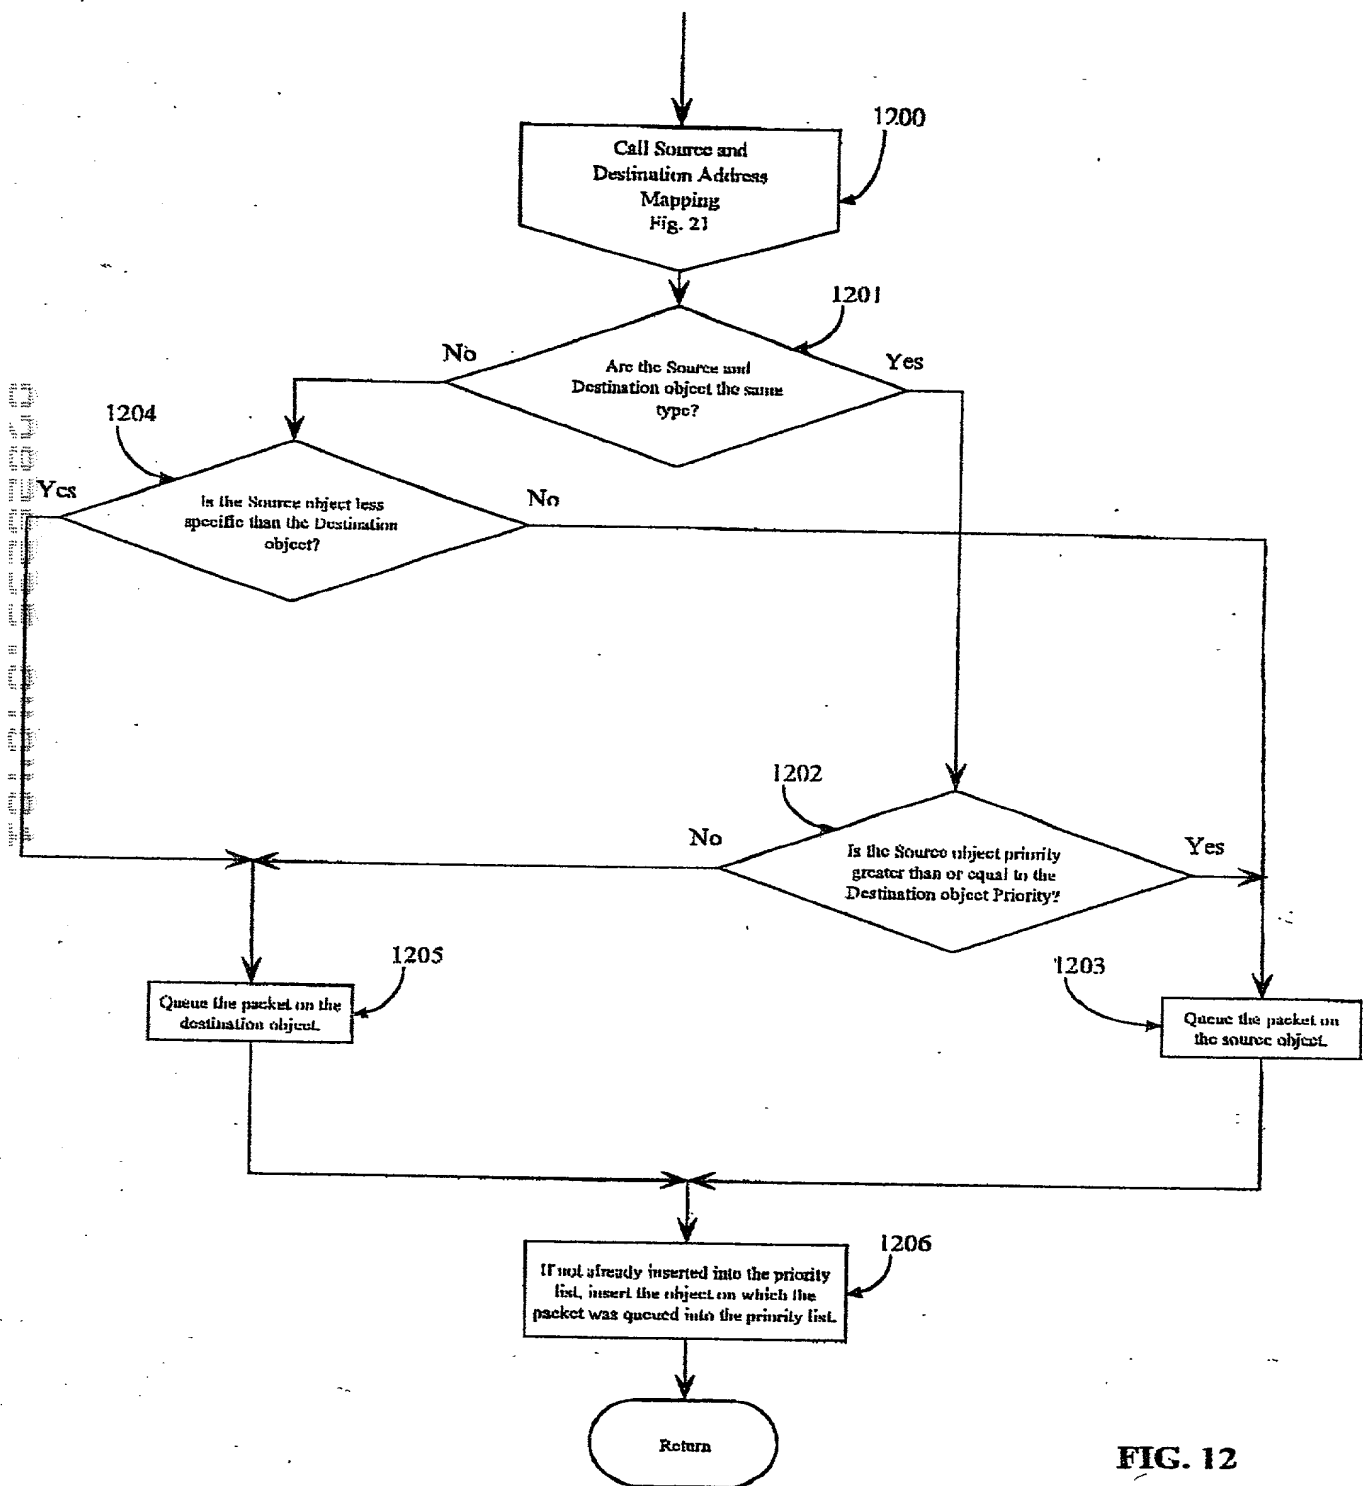 1200
Call Source and
Destination Address
Mapping
Fig. 21
1201
No
Yes
Are the Source and
Destination object the same
type?
1204
Yes
No
Is the Source object less
specific than the Destination
object?
1202
No
Yes
Is the Source object priority
greater than or equal to the
Destination object Priority?
1205
1203
Queue the packet on the
destination object.
Queue the packet on
the source object.
1206
If not already inserted into the priority
list, insert the object on which the
packet was queued into the priority list.
Return
FIG. 12